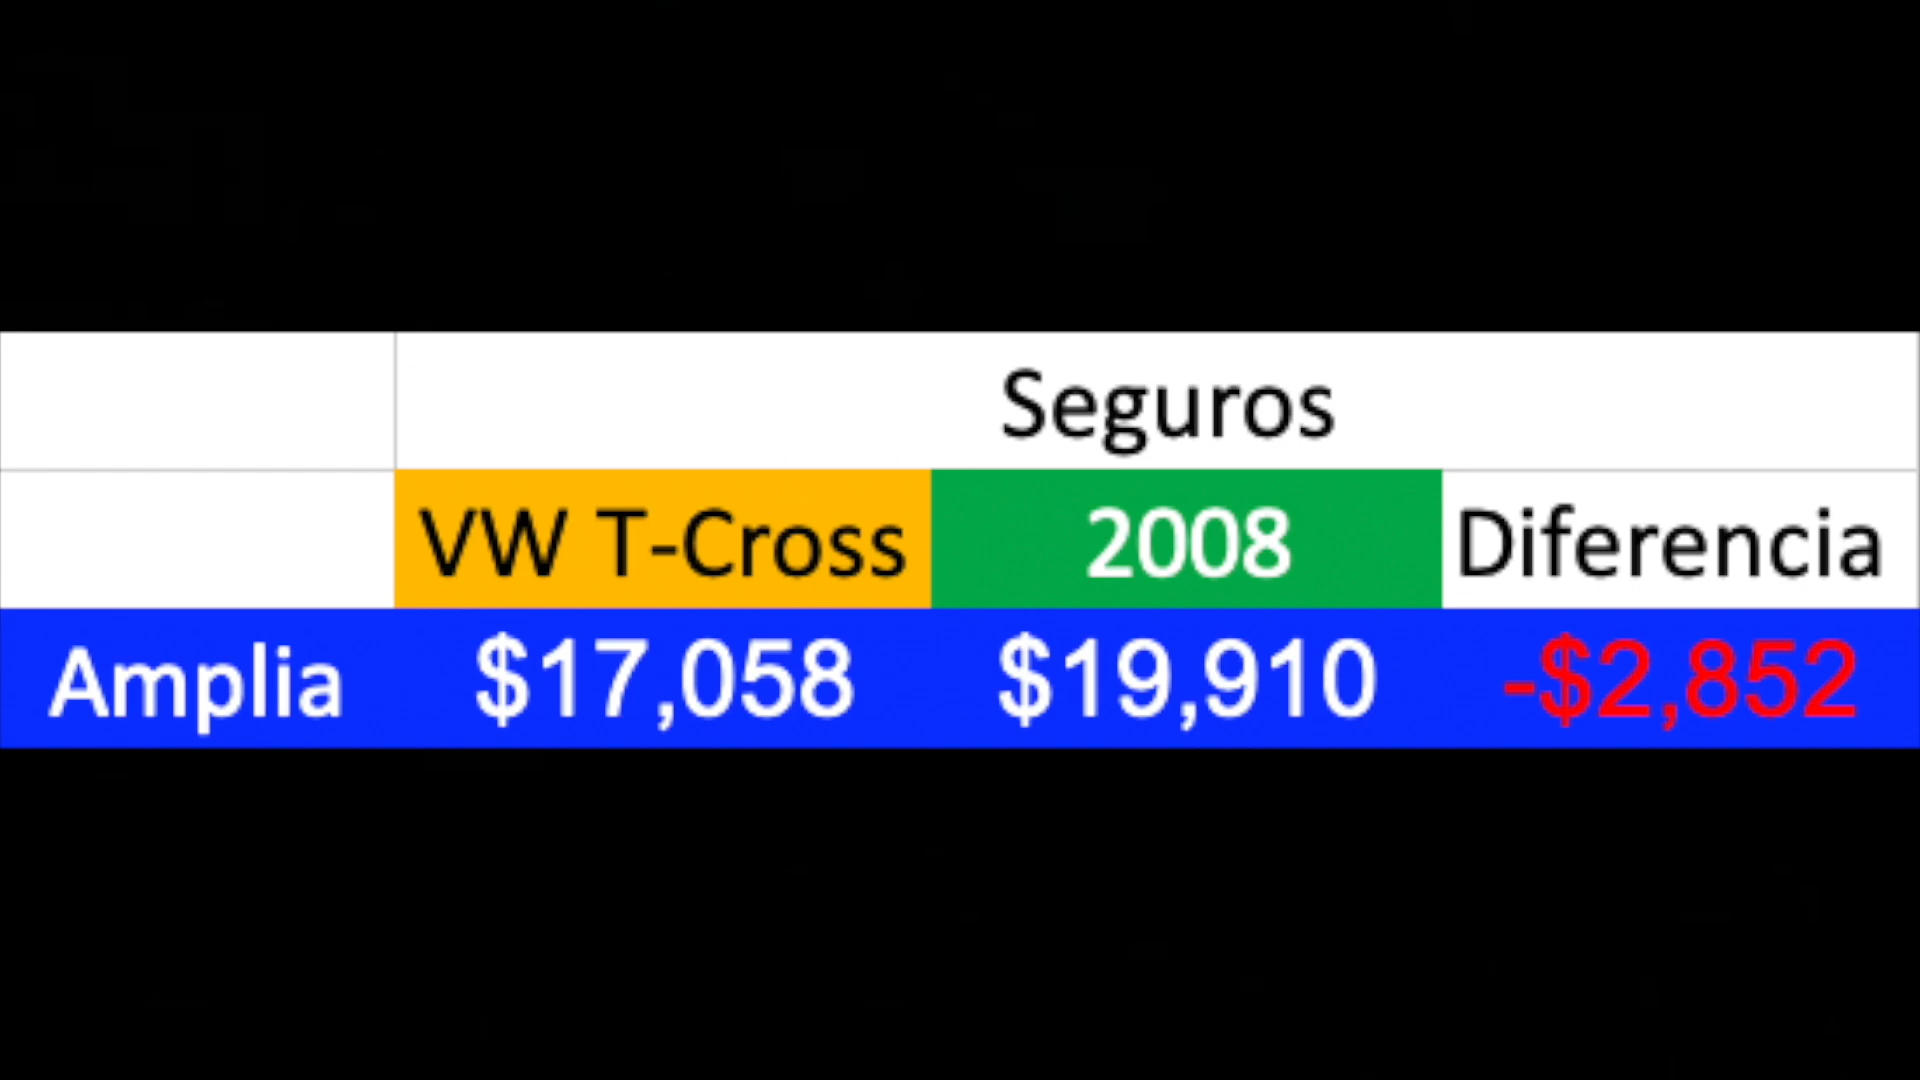 Seguros
VW T-Cross 2008 Diferencia
Amplia $17,058 $19,910 -$2,852